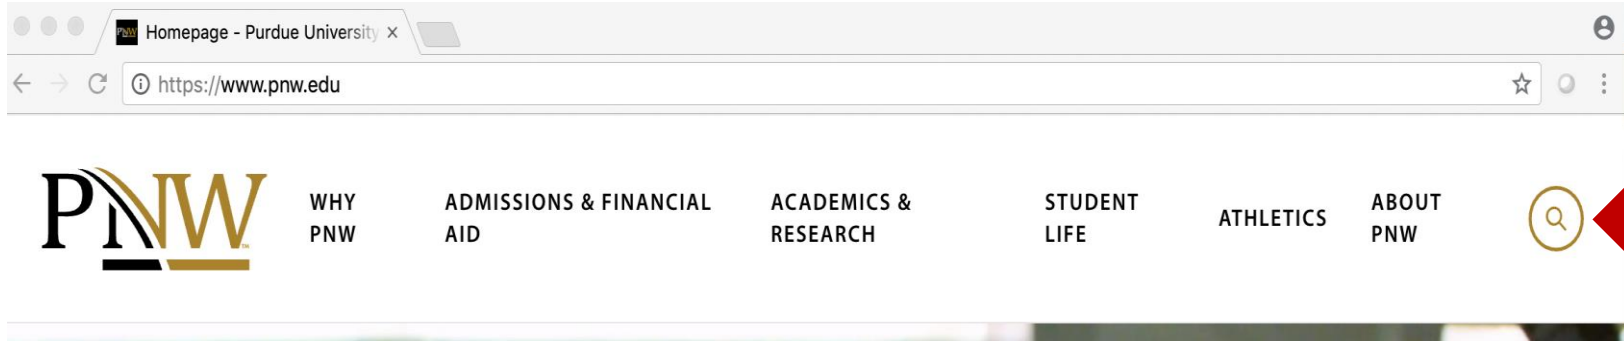 Homepage - Purdue University
https://www.pnw.edu
PNW
WHY
PNW
ADMISSIONS & FINANCIAL
AID
ACADEMICS &
RESEARCH
STUDENT
LIFE
ATHLETICS
ABOUT
PNW